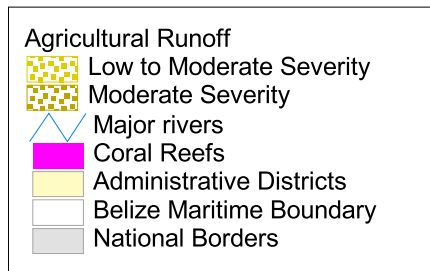 Agricultural Runoff
Low to Moderate Severity
Moderate Severity
Major rivers
Coral Reefs
Administrative Districts
Belize Maritime Boundary
National Borders